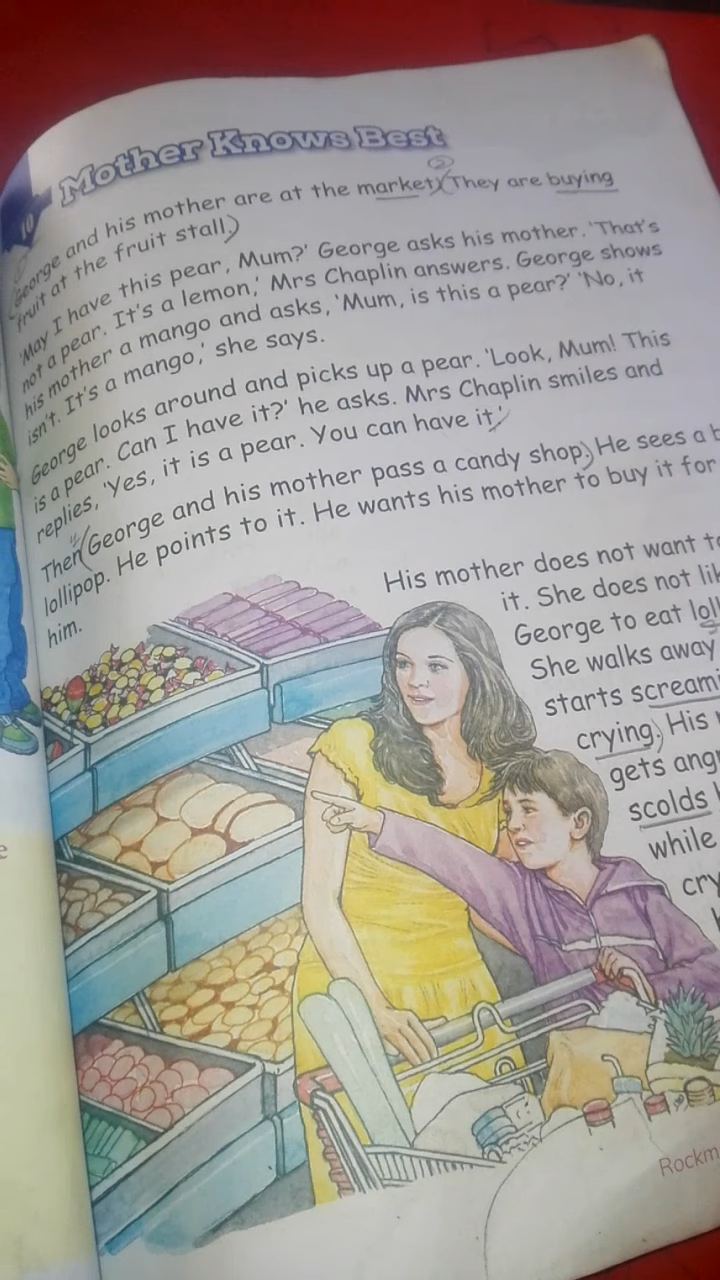 10
Mother Knows Best
George and his mother are at the market. They are buying
fruit at the fruit stall.
'May I have this pear, Mum?' George asks his mother. 'That's
not a pear. It's a lemon,' Mrs Chaplin answers. George shows
his mother a mango and asks, 'Mum, is this a pear?' 'No, it
isn't. It's a mango,' she says.
George looks around and picks up a pear. 'Look, Mum! This
is a pear. Can I have it?' he asks. Mrs Chaplin smiles and
replies, 'Yes, it is a pear. You can have it.'
Then George and his mother pass a candy shop. He sees a b
lollipop. He points to it. He wants his mother to buy it for
him.
His mother does not want to
it. She does not lik
George to eat loll
She walks away
starts screami
crying. His
gets ang
scolds
while
cry
Rockm